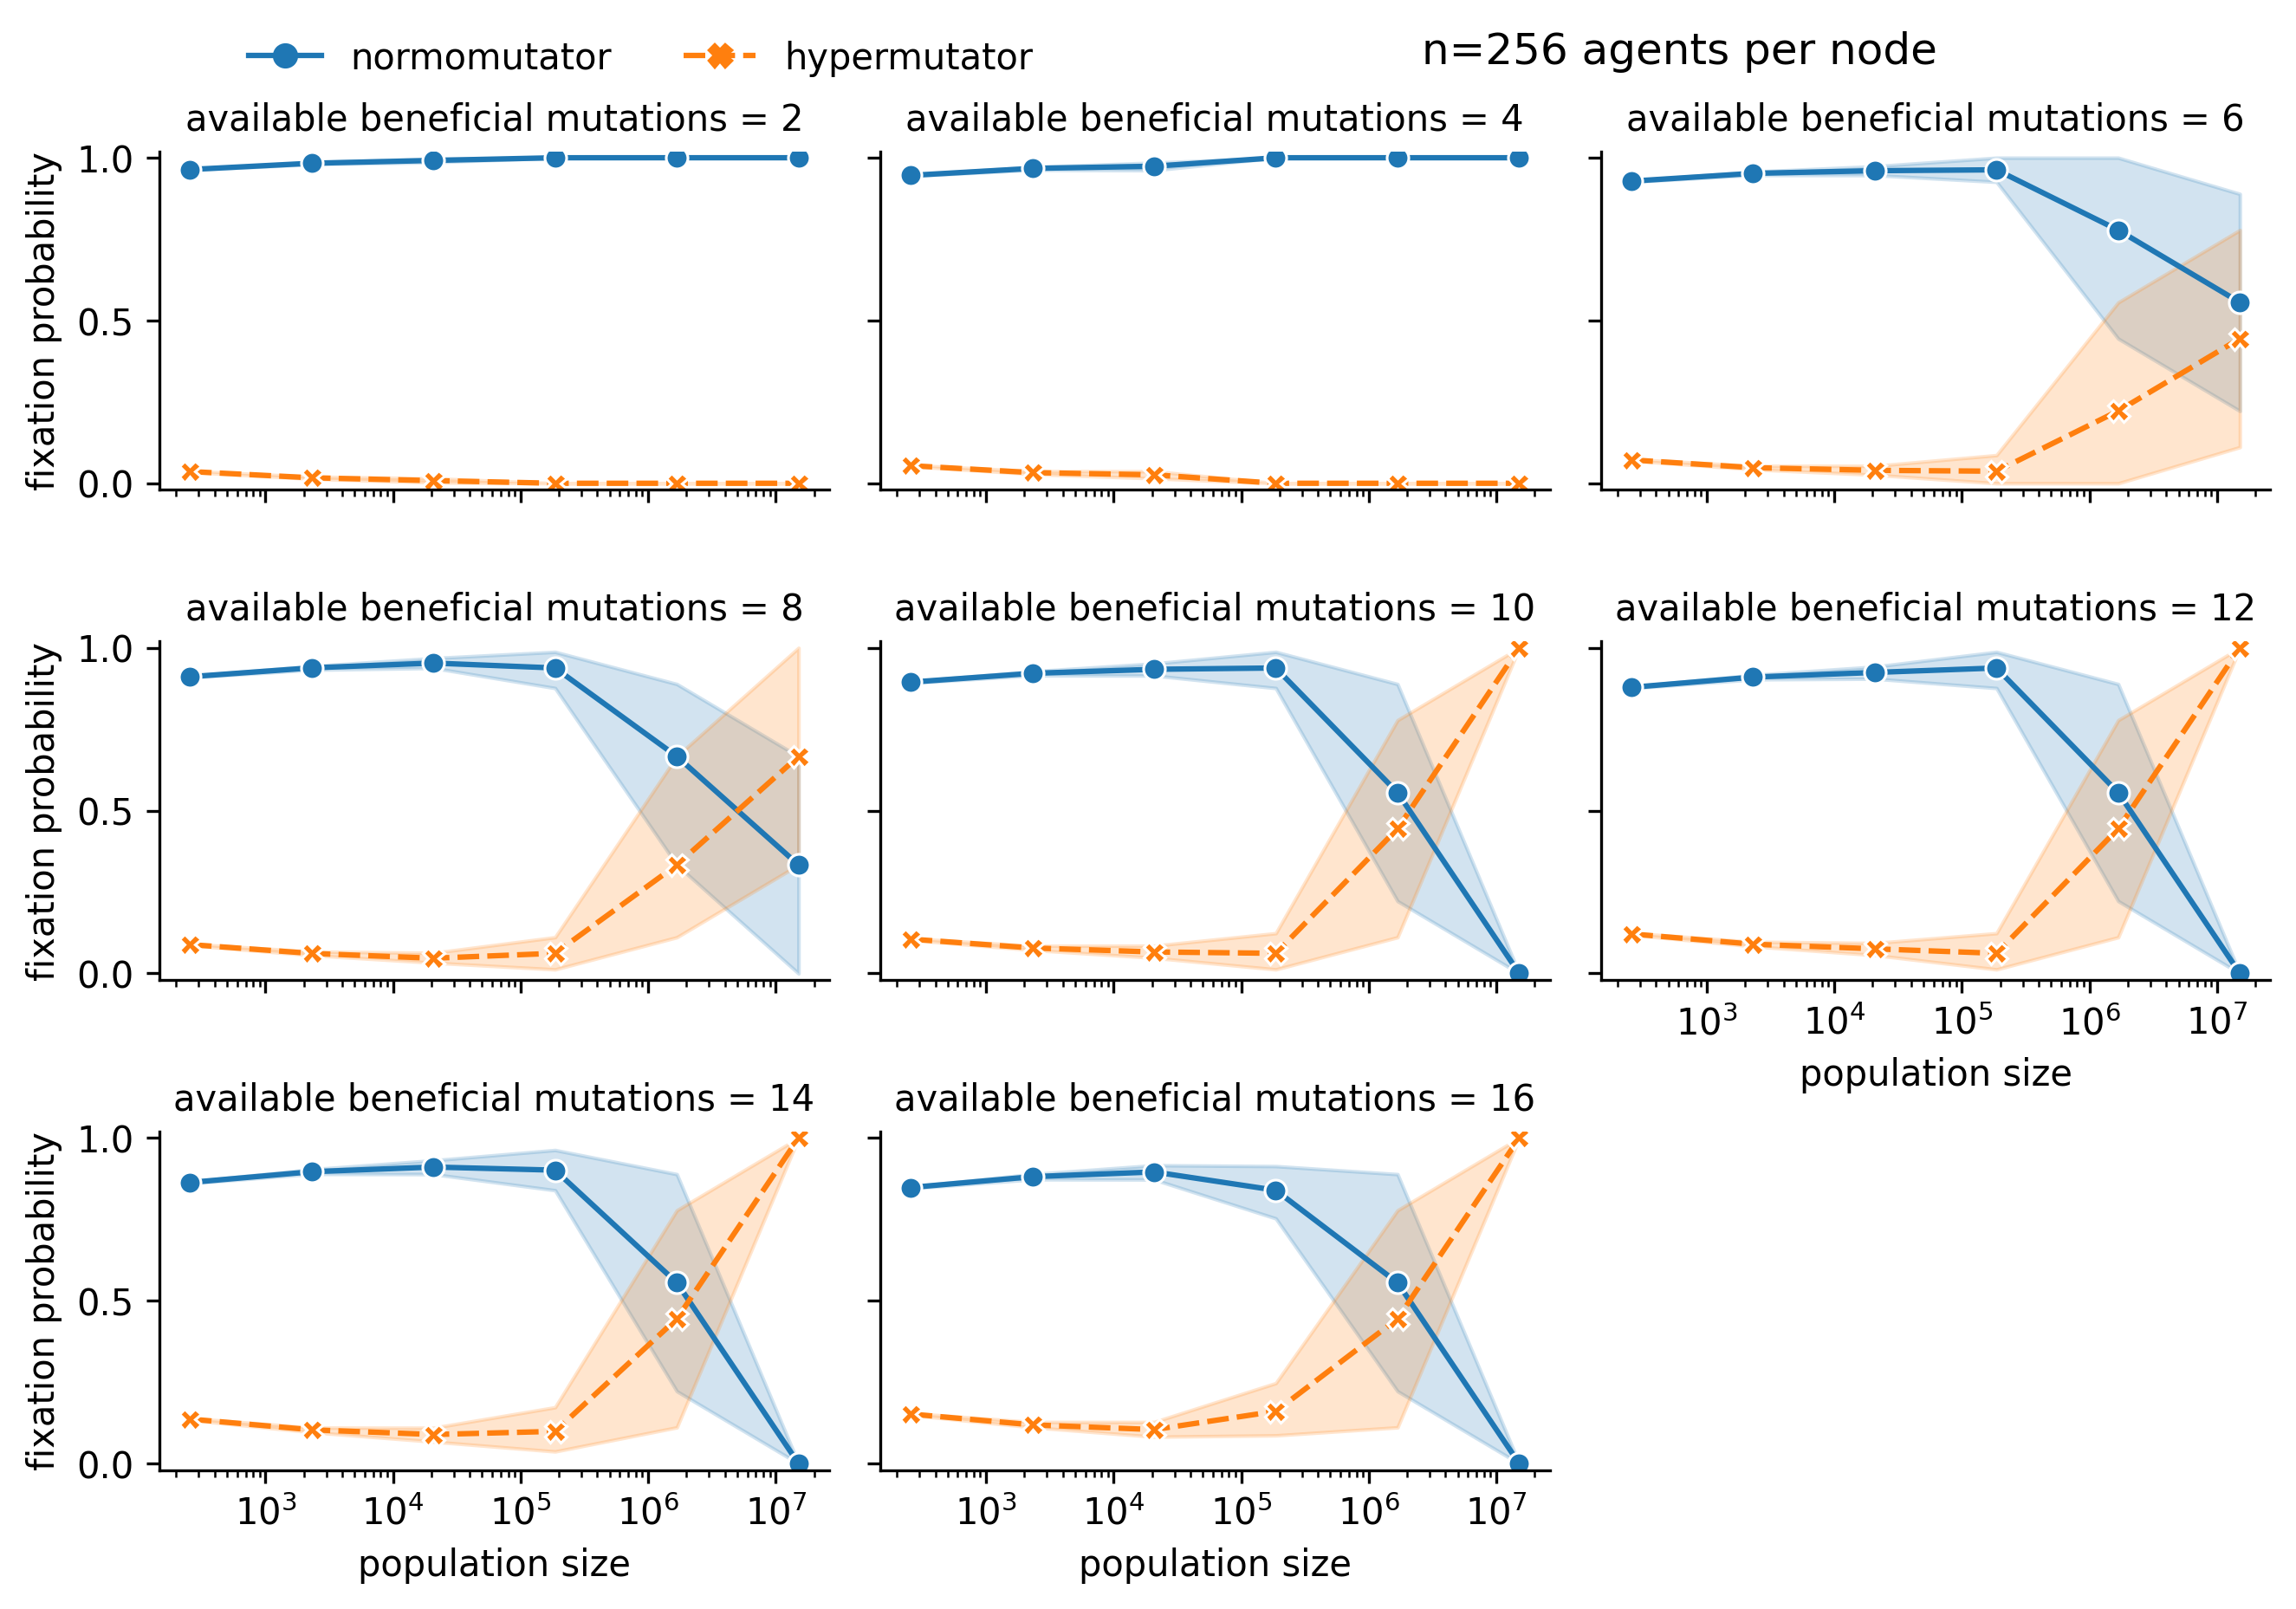 normomutator hypermutator n=256 agents per node
available beneficial mutations = 2 available beneficial mutations = 4 available beneficial mutations = 6
fixation probability
1.0
0.5
0.0
available beneficial mutations = 8 available beneficial mutations = 10 available beneficial mutations = 12
fixation probability
1.0
0.5
0.0
10³ 10⁴ 10⁵ 10⁶ 10⁷
population size
available beneficial mutations = 14 available beneficial mutations = 16
fixation probability
1.0
0.5
0.0
10³ 10⁴ 10⁵ 10⁶ 10⁷ 10³ 10⁴ 10⁵ 10⁶ 10⁷
population size population size